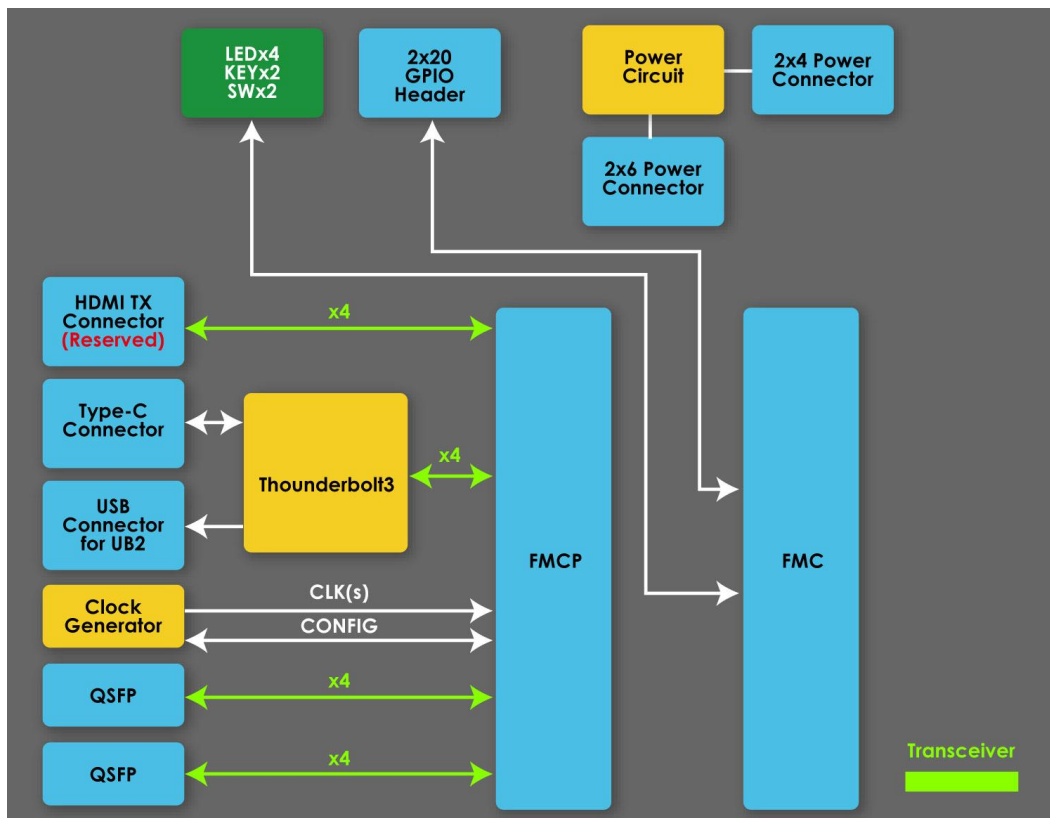 LEDx4
KEYx2
SWx2
2x20
GPIO
Header
Power
Circuit
2x4 Power
Connector
2x6 Power
Connector
HDMI TX
Connector
(Reserved)
x4
Type-C
Connector
Thounderbolt3
x4
USB
Connector
for UB2
FMCP
FMC
Clock
Generator
CLK(s)
CONFIG
QSFP
x4
QSFP
x4
Transceiver